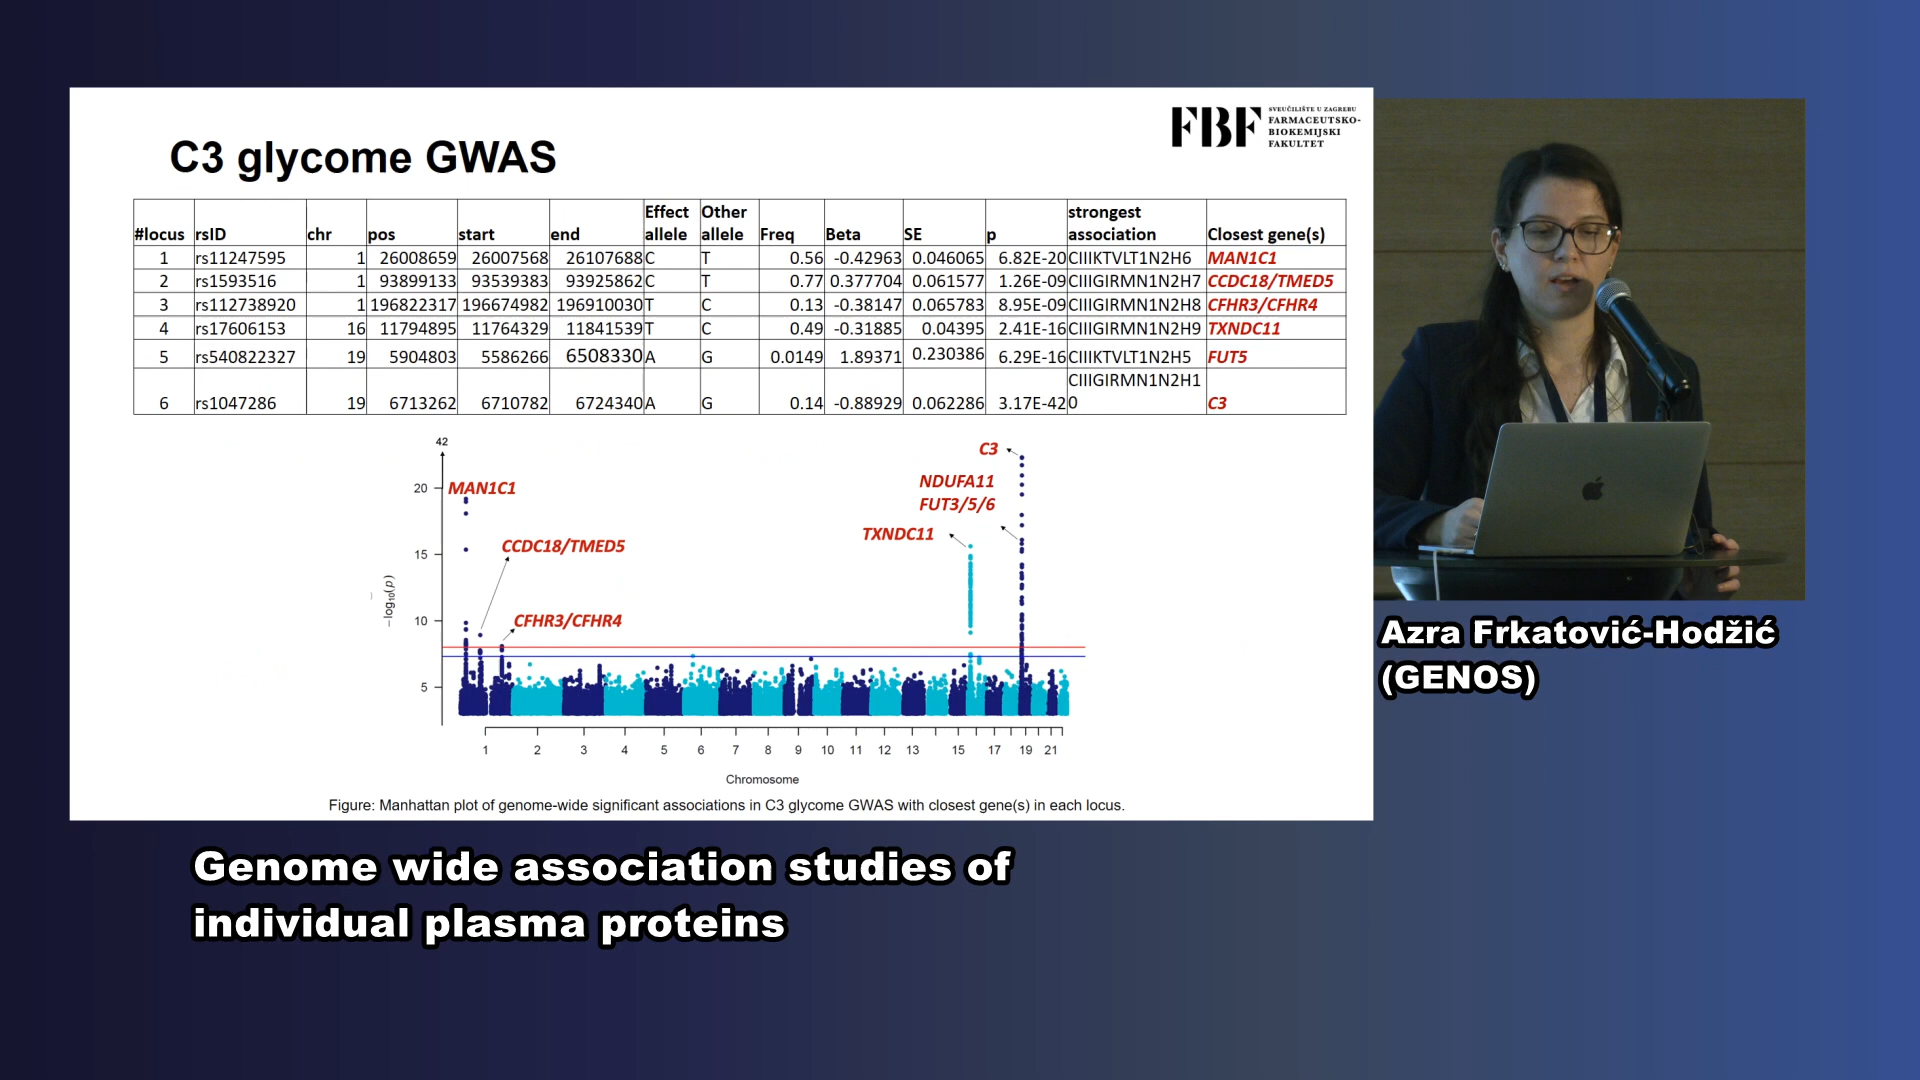 FBF SVEUČILIŠTE U ZAGREBU
FARMACEUTSKO-
BIOKEMIJSKI
FAKULTET
C3 glycome GWAS
#locus rsID chr pos start end Effect allele Other allele Freq Beta SE p strongest association Closest gene(s)
1 rs11247595 1 26008659 26007568 26107688 C T 0.56 -0.42963 0.046065 6.82E-20 CIIIKTVLT1N2H6 MAN1C1
2 rs1593516 1 93899133 93539383 93925862 C T 0.77 0.377704 0.061577 1.26E-09 CIIIGIRMN1N2H7 CCDC18/TMED5
3 rs112738920 1 196822317 196674982 196910030 T C 0.13 -0.38147 0.065783 8.95E-09 CIIIGIRMN1N2H8 CFHR3/CFHR4
4 rs17606153 16 11794895 11764329 11841539 T C 0.49 -0.31885 0.04395 2.41E-16 CIIIGIRMN1N2H9 TXNDC11
5 rs540822327 19 5904803 5586266 6508330 A G 0.0149 1.89371 0.230386 6.29E-16 CIIIKTVLT1N2H5 FUT5
6 rs1047286 19 6713262 6710782 6724340 A G 0.14 -0.88929 0.062286 3.17E-42 CIIIGIRMN1N2H10 C3
42
C3
20
MAN1C1
NDUFA11
FUT3/5/6
TXNDC11
15
CCDC18/TMED5
−log10(p)
10
CFHR3/CFHR4
5
1 2 3 4 5 6 7 8 9 10 11 12 13 15 17 19 21
Chromosome
Figure: Manhattan plot of genome-wide significant associations in C3 glycome GWAS with closest gene(s) in each locus.
Azra Frkatović-Hodžić
(GENOS)
Genome wide association studies of
individual plasma proteins